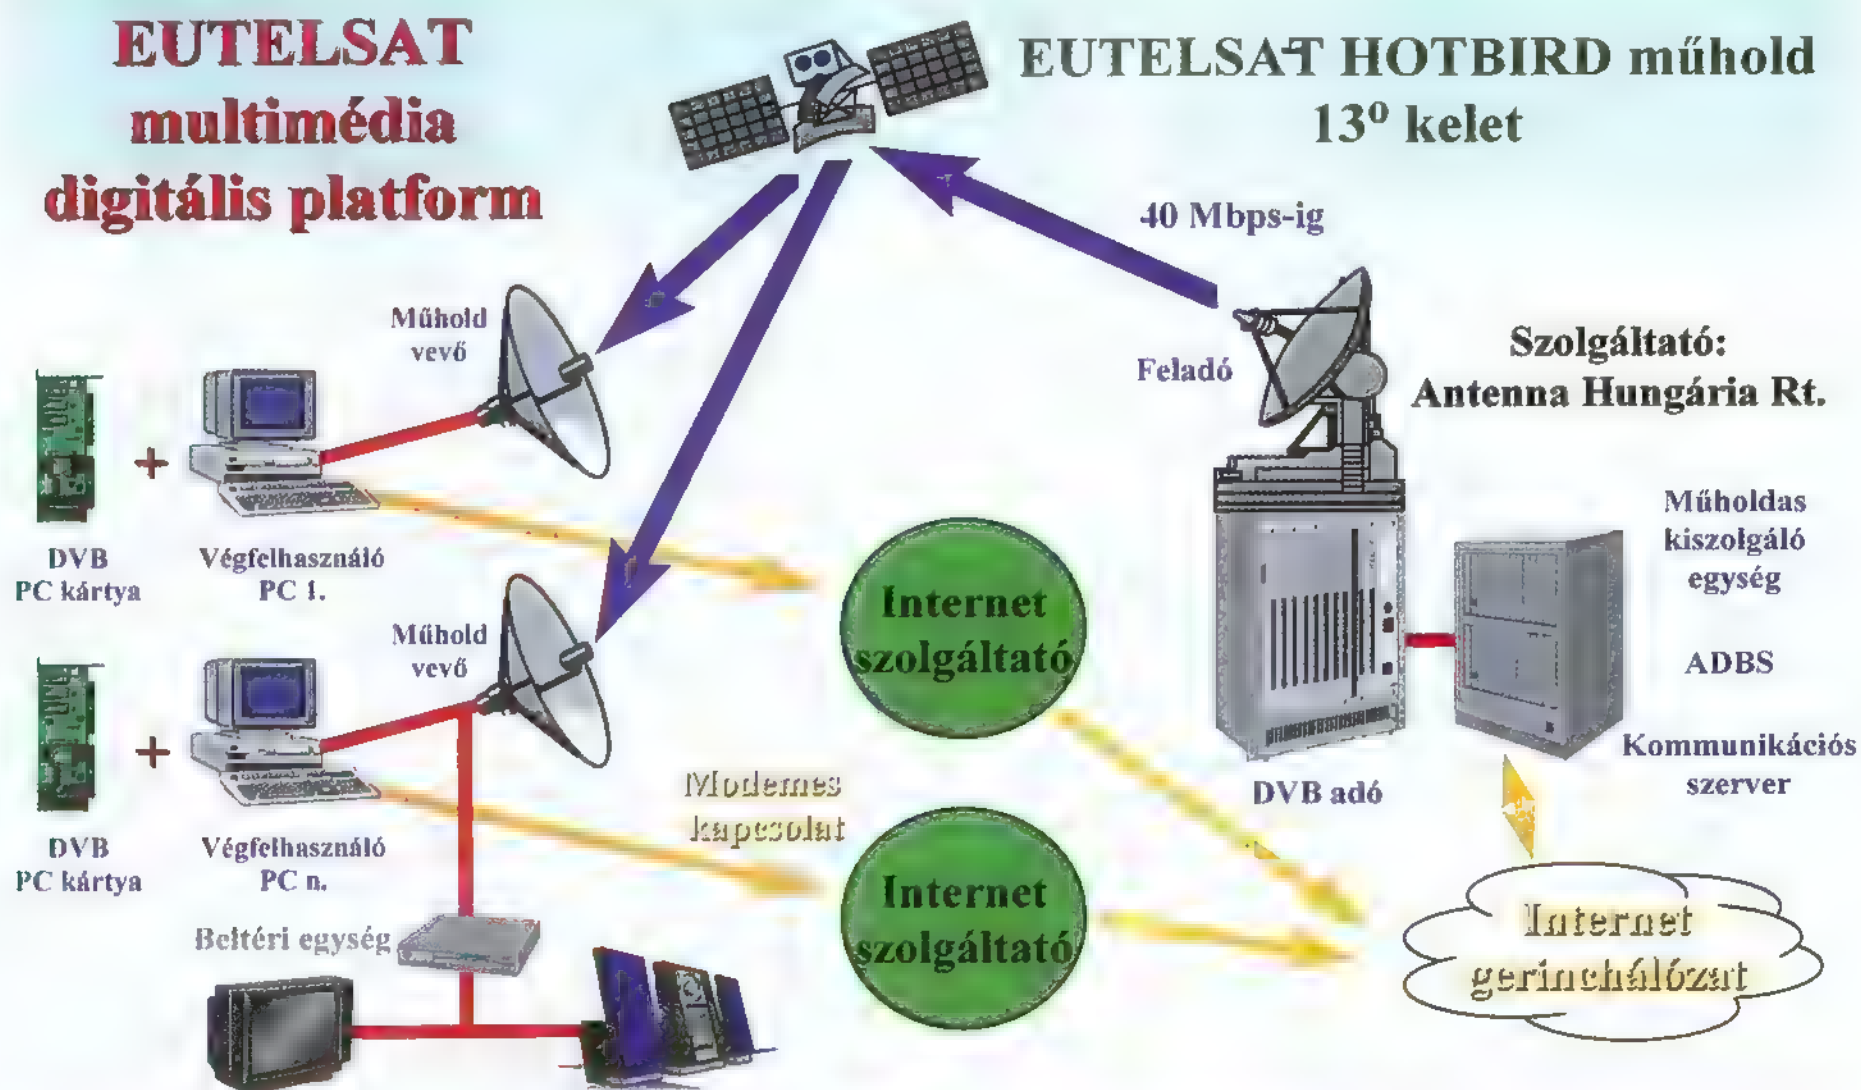 EUTELSAT
multimédia
digitális platform
EUTELSAT HOTBIRD műhold
13º kelet
40 Mbps-ig
Műhold
vevő
Feladó
Szolgáltató:
Antenna Hungária Rt.
DVB
PC kártya
+
Végfelhasználó
PC 1.
Internet
szolgáltató
Műholdas
kiszolgáló
egység
ADBS
Kommunikációs
szerver
DVB adó
Műhold
vevő
DVB
PC kártya
+
Végfelhasználó
PC n.
Modemes
kapcsolat
Internet
szolgáltató
Internet
gerinchálózat
Beltéri egység